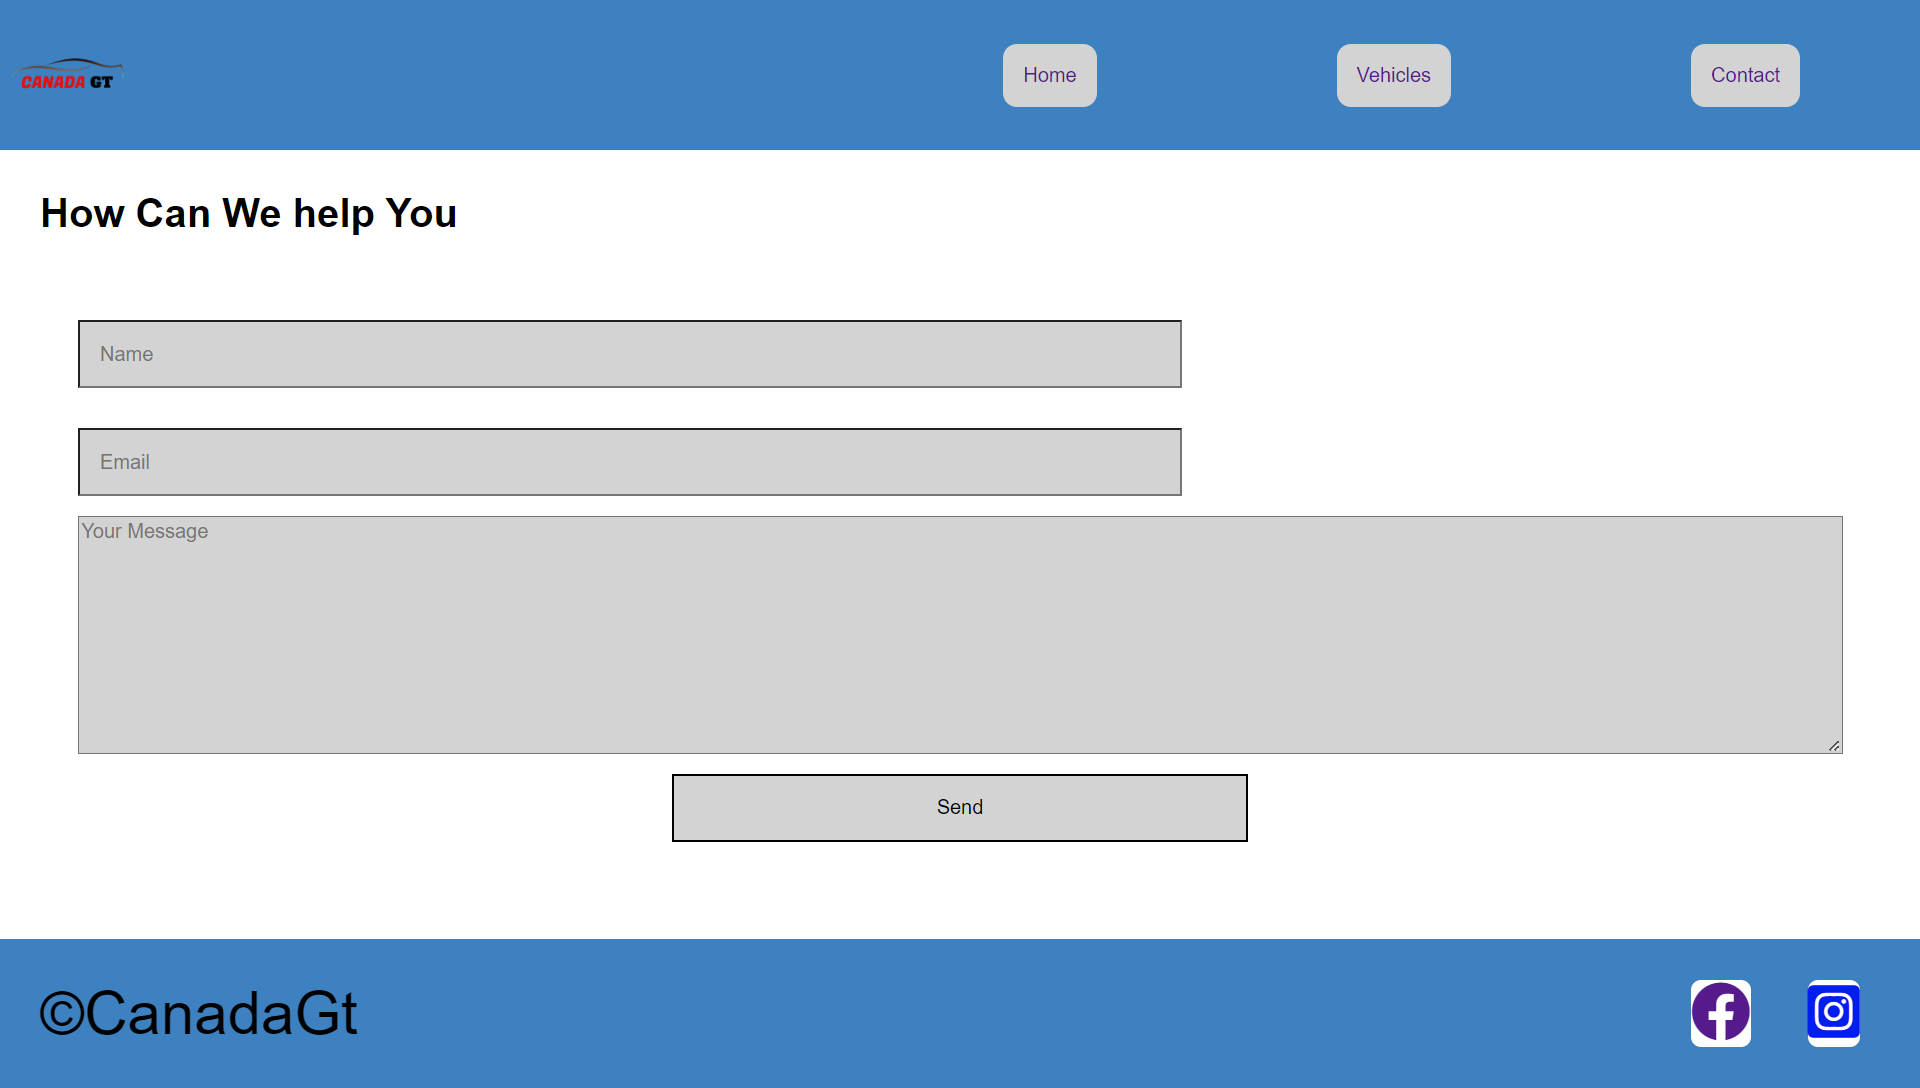 CANADA GT
Home
Vehicles
Contact
How Can We help You
Name
Email
Your Message
Send
©CanadaGt